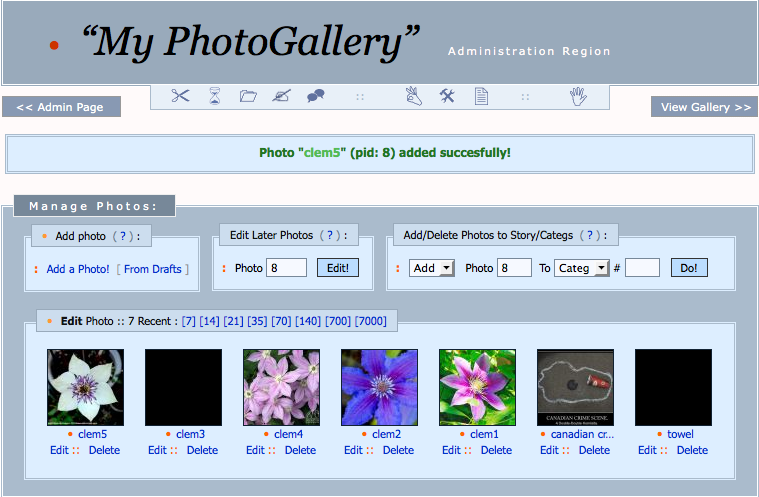 • “My PhotoGallery” Administration Region
<< Admin Page :: :: View Gallery >>
Photo "clem5" (pid: 8) added succesfully!
Manage Photos:
• Add photo ( ? ) :
Edit Later Photos ( ? ) :
Add/Delete Photos to Story/Categs ( ? ) :
: Add a Photo! [ From Drafts ]
: Photo 8 Edit!
: Add Photo 8 To Categ # Do!
• Edit Photo :: 7 Recent : [7] [14] [21] [35] [70] [140] [700] [7000]
CANADIAN CRIME SCENE.
• clem5 • clem3 • clem4 • clem2 • clem1 • canadian cr... • towel
Edit :: Delete Edit :: Delete Edit :: Delete Edit :: Delete Edit :: Delete Edit :: Delete Edit :: Delete